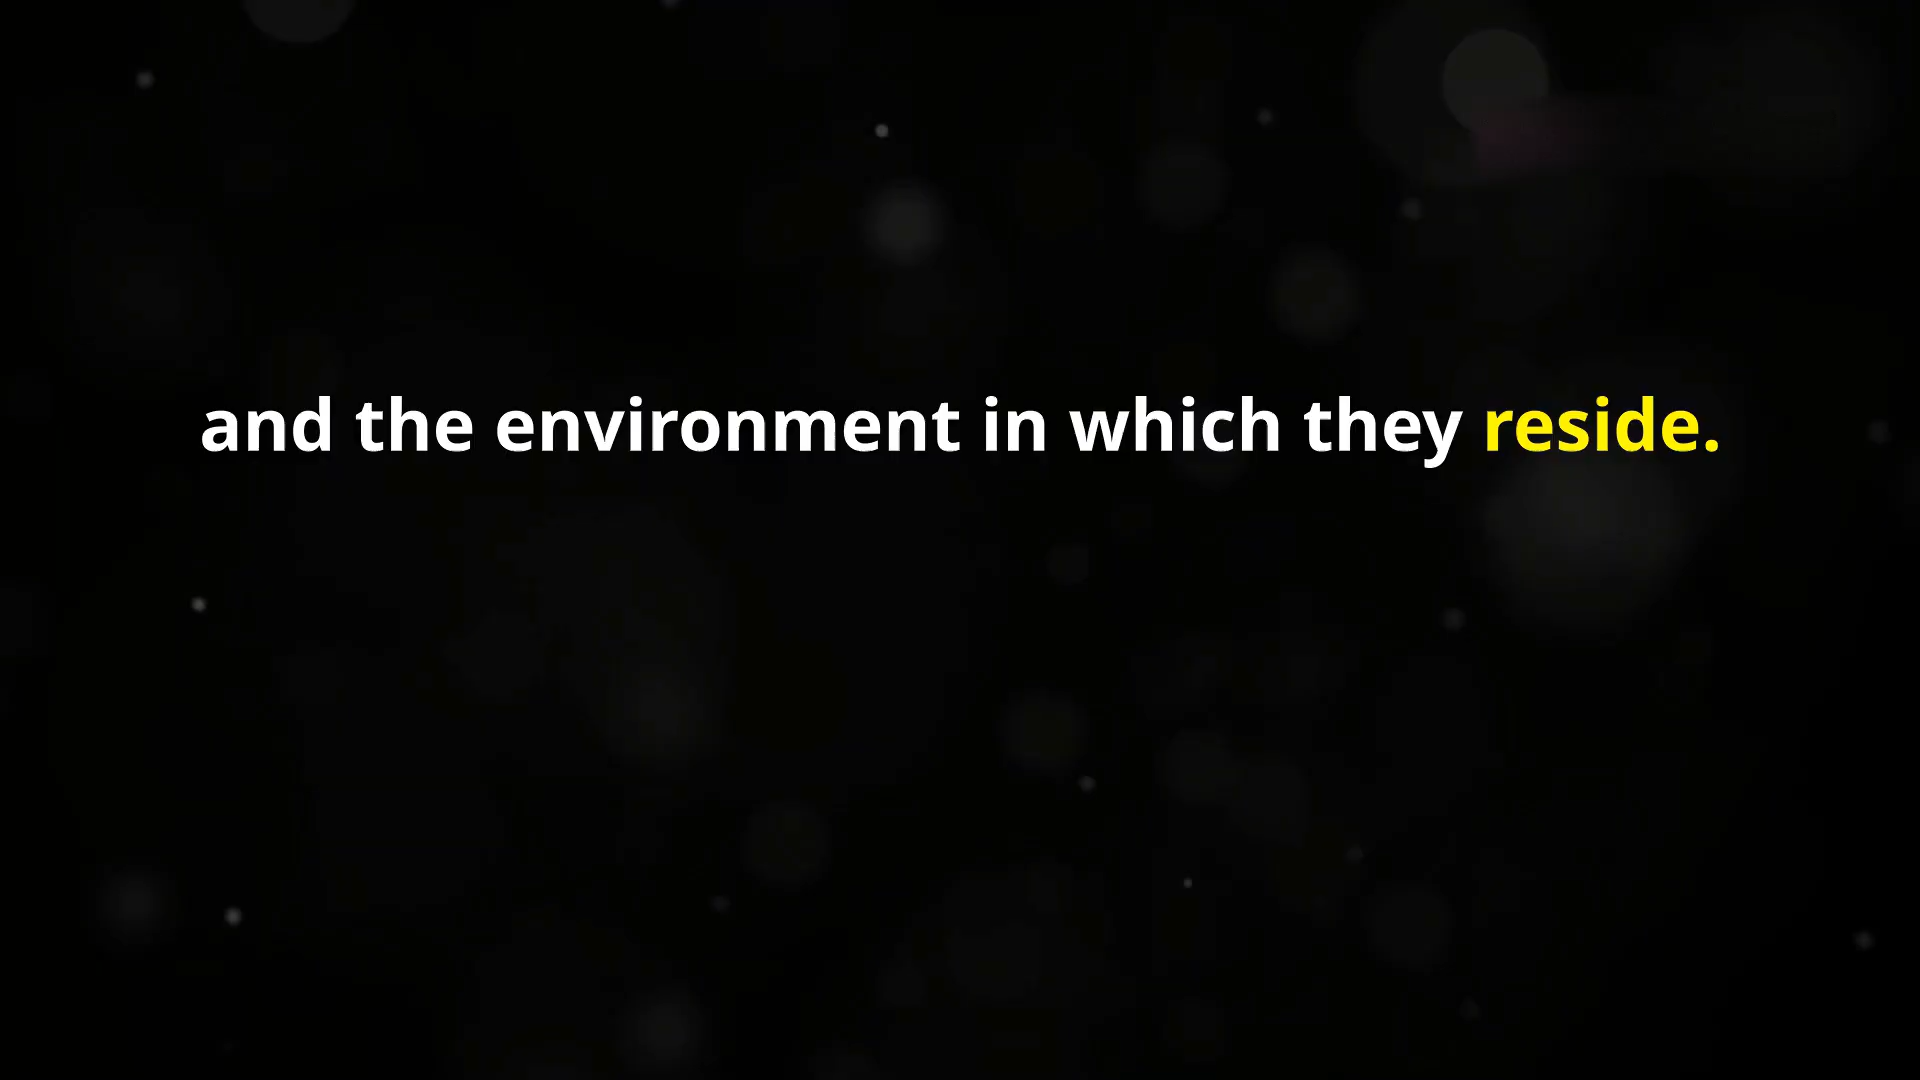 and the environment in which they reside.